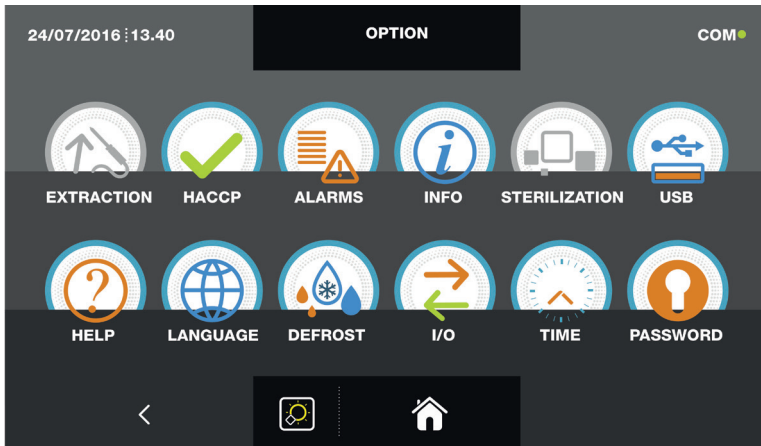 24/07/2016 13.40 OPTION COM
EXTRACTION HACCP ALARMS INFO STERILIZATION USB
HELP LANGUAGE DEFROST I/O TIME PASSWORD